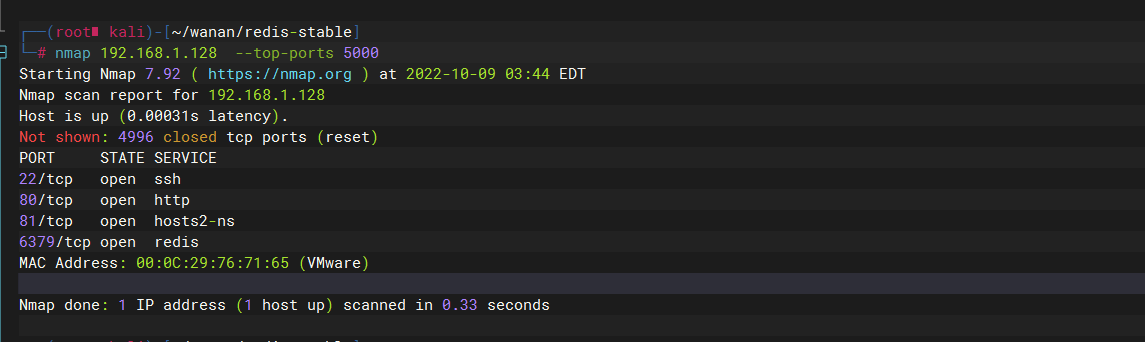 ┌──(root㉿kali)-[~/wanan/redis-stable]
└─# nmap 192.168.1.128  --top-ports 5000
Starting Nmap 7.92 ( https://nmap.org ) at 2022-10-09 03:44 EDT
Nmap scan report for 192.168.1.128
Host is up (0.00031s latency).
Not shown: 4996 closed tcp ports (reset)
PORT     STATE SERVICE
22/tcp   open  ssh
80/tcp   open  http
81/tcp   open  hosts2-ns
6379/tcp open  redis
MAC Address: 00:0C:29:76:71:65 (VMware)
Nmap done: 1 IP address (1 host up) scanned in 0.33 seconds